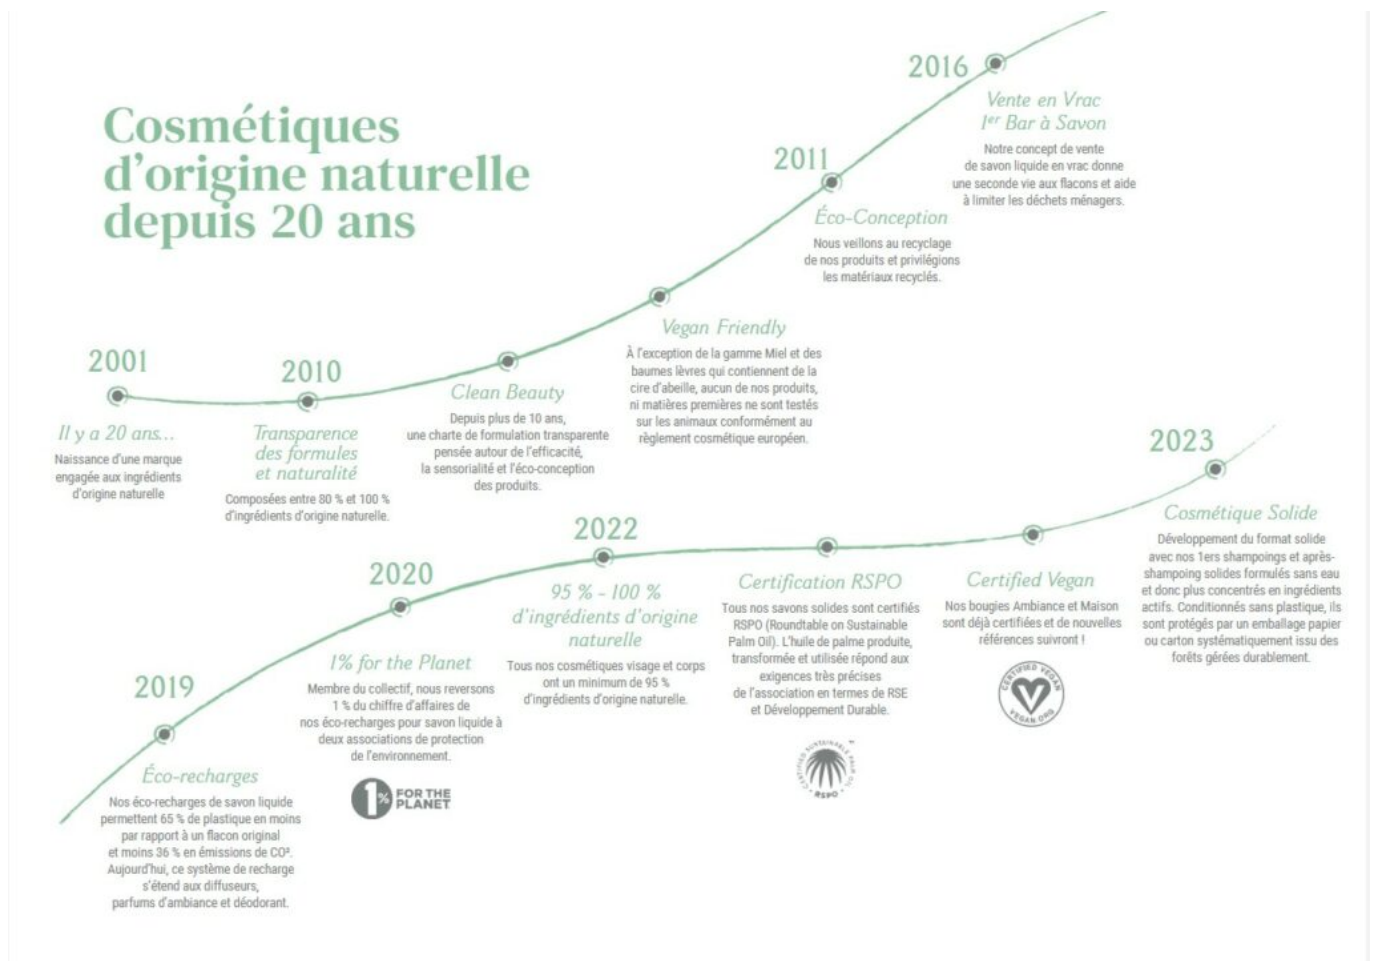 Cosmétiques
d'origine naturelle
depuis 20 ans
2001
Il y a 20 ans...
Naissance d'une marque
engagée aux ingrédients
d'origine naturelle
2010
Transparence
des formules
et naturalité
Composées entre 80 % et 100 %
d'ingrédients d'origine naturelle.
Clean Beauty
Depuis plus de 10 ans,
une charte de formulation transparente
pensée autour de l'efficacité,
la sensorialité et l'éco-conception
des produits.
Vegan Friendly
À l'exception de la gamme Miel et des
baumes lèvres qui contiennent de la
cire d'abeille, aucun de nos produits,
ni matières premières ne sont testés
sur les animaux conformément au
règlement cosmétique européen.
2011
Éco-Conception
Nous veillons au recyclage
de nos produits et privilégions
les matériaux recyclés.
2016
Vente en Vrac
1er Bar à Savon
Notre concept de vente
de savon liquide en vrac donne
une seconde vie aux flacons et aide
à limiter les déchets ménagers.
2019
Éco-recharges
Nos éco-recharges de savon liquide
permettent 65 % de plastique en moins
par rapport à un flacon original
et moins 36 % en émissions de CO².
Aujourd'hui, ce système de recharge
s'étend aux diffuseurs,
parfums d'ambiance et déodorant.
2020
1% for the Planet
Membre du collectif, nous reversons
1 % du chiffre d'affaires de
nos éco-recharges pour savon liquide à
deux associations de protection
de l'environnement.
1% FOR THE
PLANET
2022
95 % - 100 %
d'ingrédients d'origine
naturelle
Tous nos cosmétiques visage et corps
ont un minimum de 95 %
d'ingrédients d'origine naturelle.
Certification RSPO
Tous nos savons solides sont certifiés
RSPO (Roundtable on Sustainable
Palm Oil). L'huile de palme produite,
transformée et utilisée répond aux
exigences très précises
de l'association en termes de RSE
et Développement Durable.
CERTIFIED SUSTAINABLE PALM OIL
RSPO
Certified Vegan
Nos bougies Ambiance et Maison
sont déjà certifiées et de nouvelles
références suivront !
CERTIFIED VEGAN
VEGAN.ORG
2023
Cosmétique Solide
Développement du format solide
avec nos 1ers shampoings et après-
shampoing solides formulés sans eau
et donc plus concentrés en ingrédients
actifs. Conditionnés sans plastique, ils
sont protégés par un emballage papier
ou carton systématiquement issu des
forêts gérées durablement.